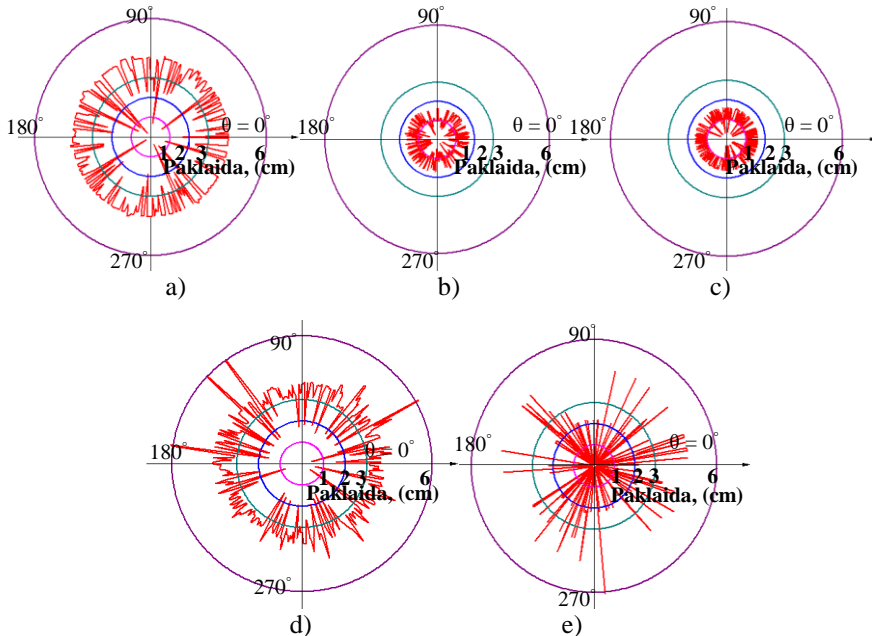 90°
180° θ = 0°
1 2 3 6
Paklaida, (cm)
270°
a)
90°
180° θ = 0°
1 2 3 6
Paklaida, (cm)
270°
b)
90°
180° θ = 0°
1 2 3 6
Paklaida, (cm)
270°
c)
90°
180° θ = 0°
1 2 3 6
Paklaida, (cm)
270°
d)
90°
180° θ = 0°
1 2 3 6
Paklaida, (cm)
270°
e)